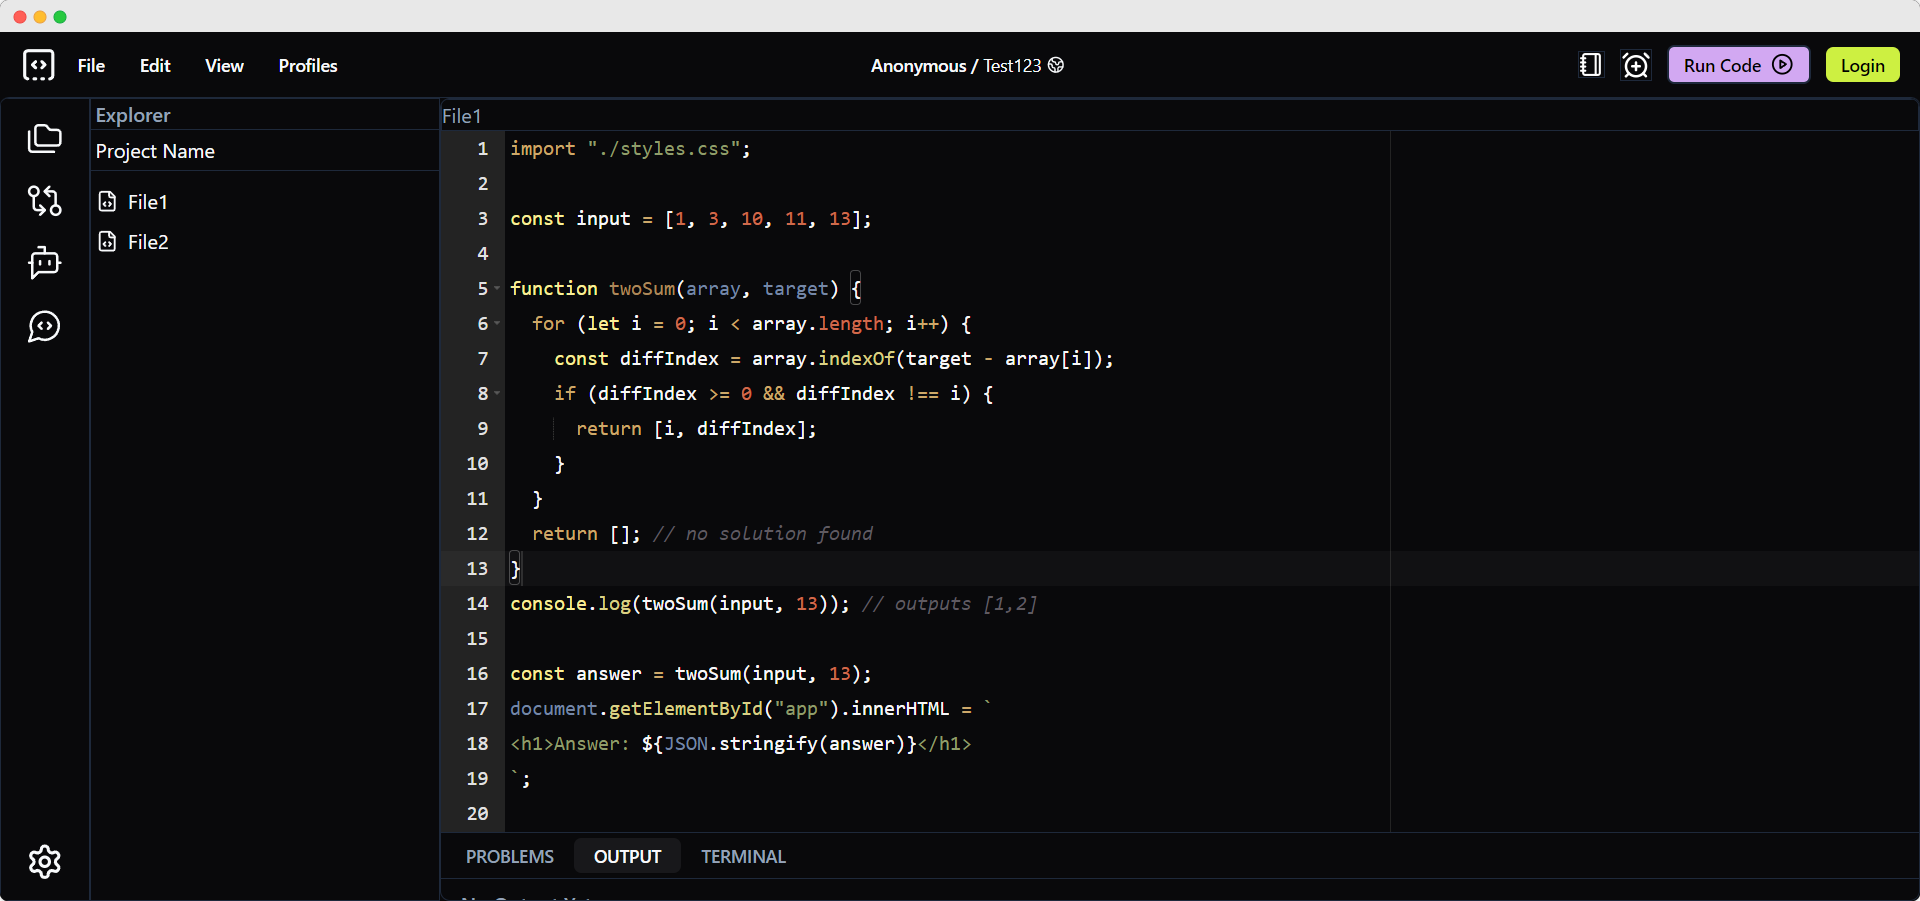 File Edit View Profiles Anonymous / Test123 Run Code Login
Explorer
Project Name
File1
File2
File1
1 import "./styles.css";
2
3 const input = [1, 3, 10, 11, 13];
4
5 function twoSum(array, target) {
6 for (let i = 0; i < array.length; i++) {
7 const diffIndex = array.indexOf(target - array[i]);
8 if (diffIndex >= 0 && diffIndex !== i) {
9 return [i, diffIndex];
10 }
11 }
12 return []; // no solution found
13 }
14 console.log(twoSum(input, 13)); // outputs [1,2]
15
16 const answer = twoSum(input, 13);
17 document.getElementById("app").innerHTML = `
18 <h1>Answer: ${JSON.stringify(answer)}</h1>
19 `;
20
PROBLEMS OUTPUT TERMINAL